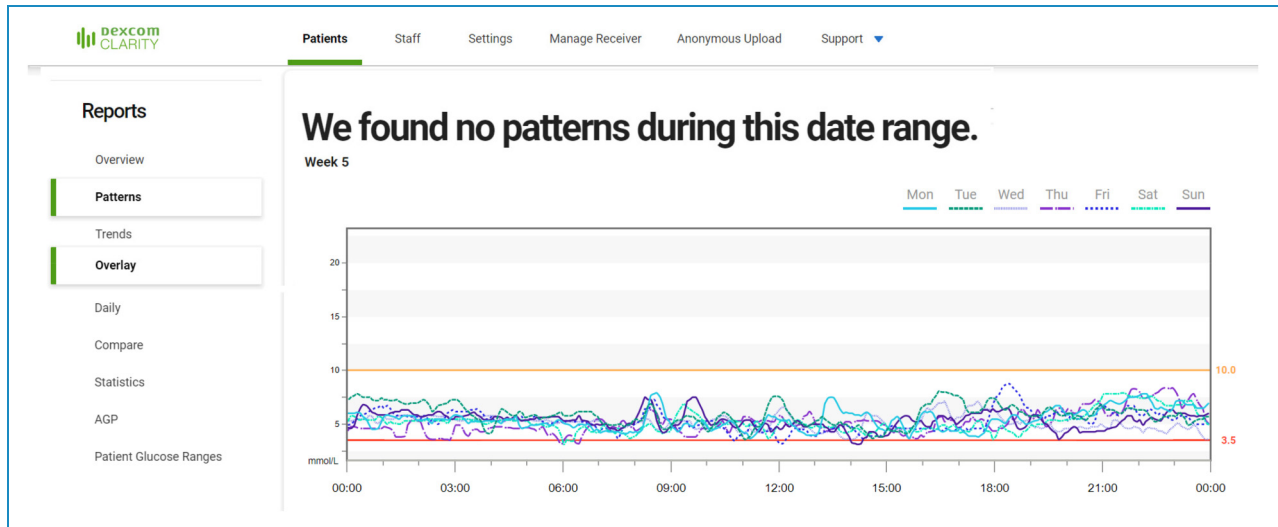 Dexcom
CLARITY
Patients Staff Settings Manage Receiver Anonymous Upload Support
Reports
Overview
Patterns
Trends
Overlay
Daily
Compare
Statistics
AGP
Patient Glucose Ranges
We found no patterns during this date range.
Week 5
Mon Tue Wed Thu Fri Sat Sun
20
15
10
10.0
5
3.5
mmol/L
00:00 03:00 06:00 09:00 12:00 15:00 18:00 21:00 00:00